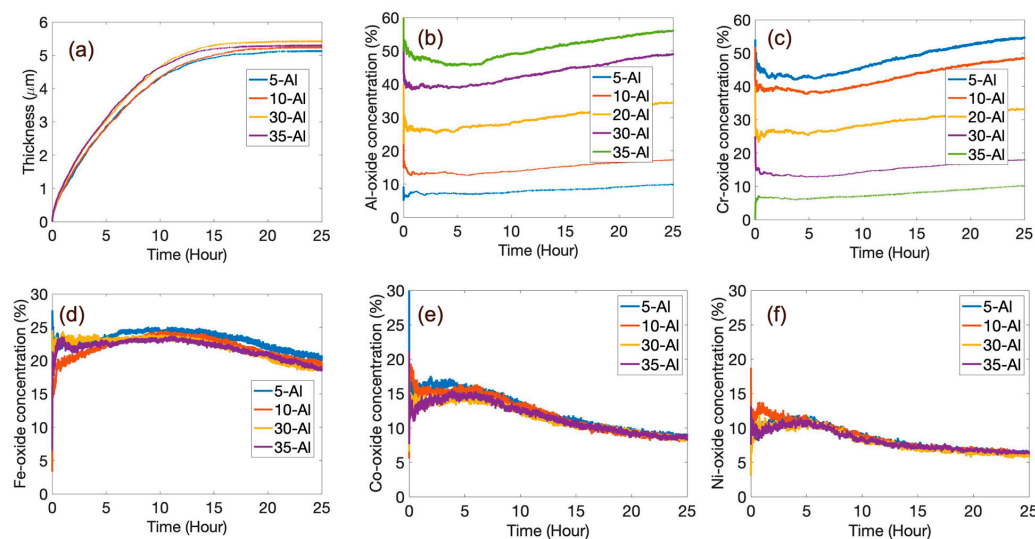 (a)
Thickness (μm)
6
5
4
3
2
1
0
0 5 10 15 20 25
Time (Hour)
5-Al
10-Al
30-Al
35-Al
(b)
Al-oxide concentration (%)
60
50
40
30
20
10
0
0 5 10 15 20 25
Time (Hour)
5-Al
10-Al
20-Al
30-Al
35-Al
(c)
Cr-oxide concentration (%)
60
50
40
30
20
10
0
0 5 10 15 20 25
Time (Hour)
5-Al
10-Al
20-Al
30-Al
35-Al
(d)
Fe-oxide concentration (%)
30
25
20
15
10
5
0
0 5 10 15 20 25
Time (Hour)
5-Al
10-Al
30-Al
35-Al
(e)
Co-oxide concentration (%)
30
25
20
15
10
5
0
0 5 10 15 20 25
Time (Hour)
5-Al
10-Al
30-Al
35-Al
(f)
Ni-oxide concentration (%)
30
25
20
15
10
5
0
0 5 10 15 20 25
Time (Hour)
5-Al
10-Al
30-Al
35-Al